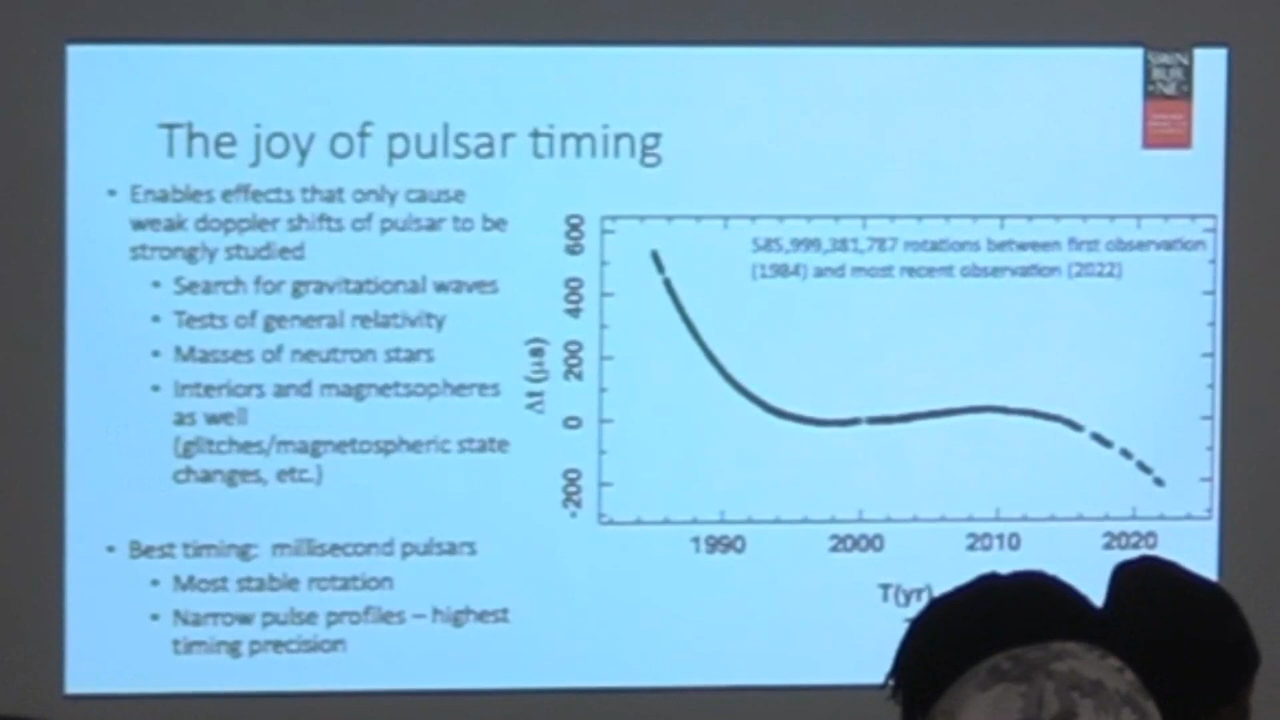 SWIN
BUR
*NE*
The joy of pulsar timing
• Enables effects that only cause
weak doppler shifts of pulsar to be
strongly studied
• Search for gravitational waves
• Tests of general relativity
• Masses of neutron stars
• Interiors and magnetsopheres
as well
(glitches/magnetospheric state
changes, etc.)
• Best timing: millisecond pulsars
• Most stable rotation
• Narrow pulse profiles – highest
timing precision
585,999,381,787 rotations between first observation
(1984) and most recent observation (2022)
Δt (μs)
600
400
200
0
-200
1990 2000 2010 2020
T(yr)